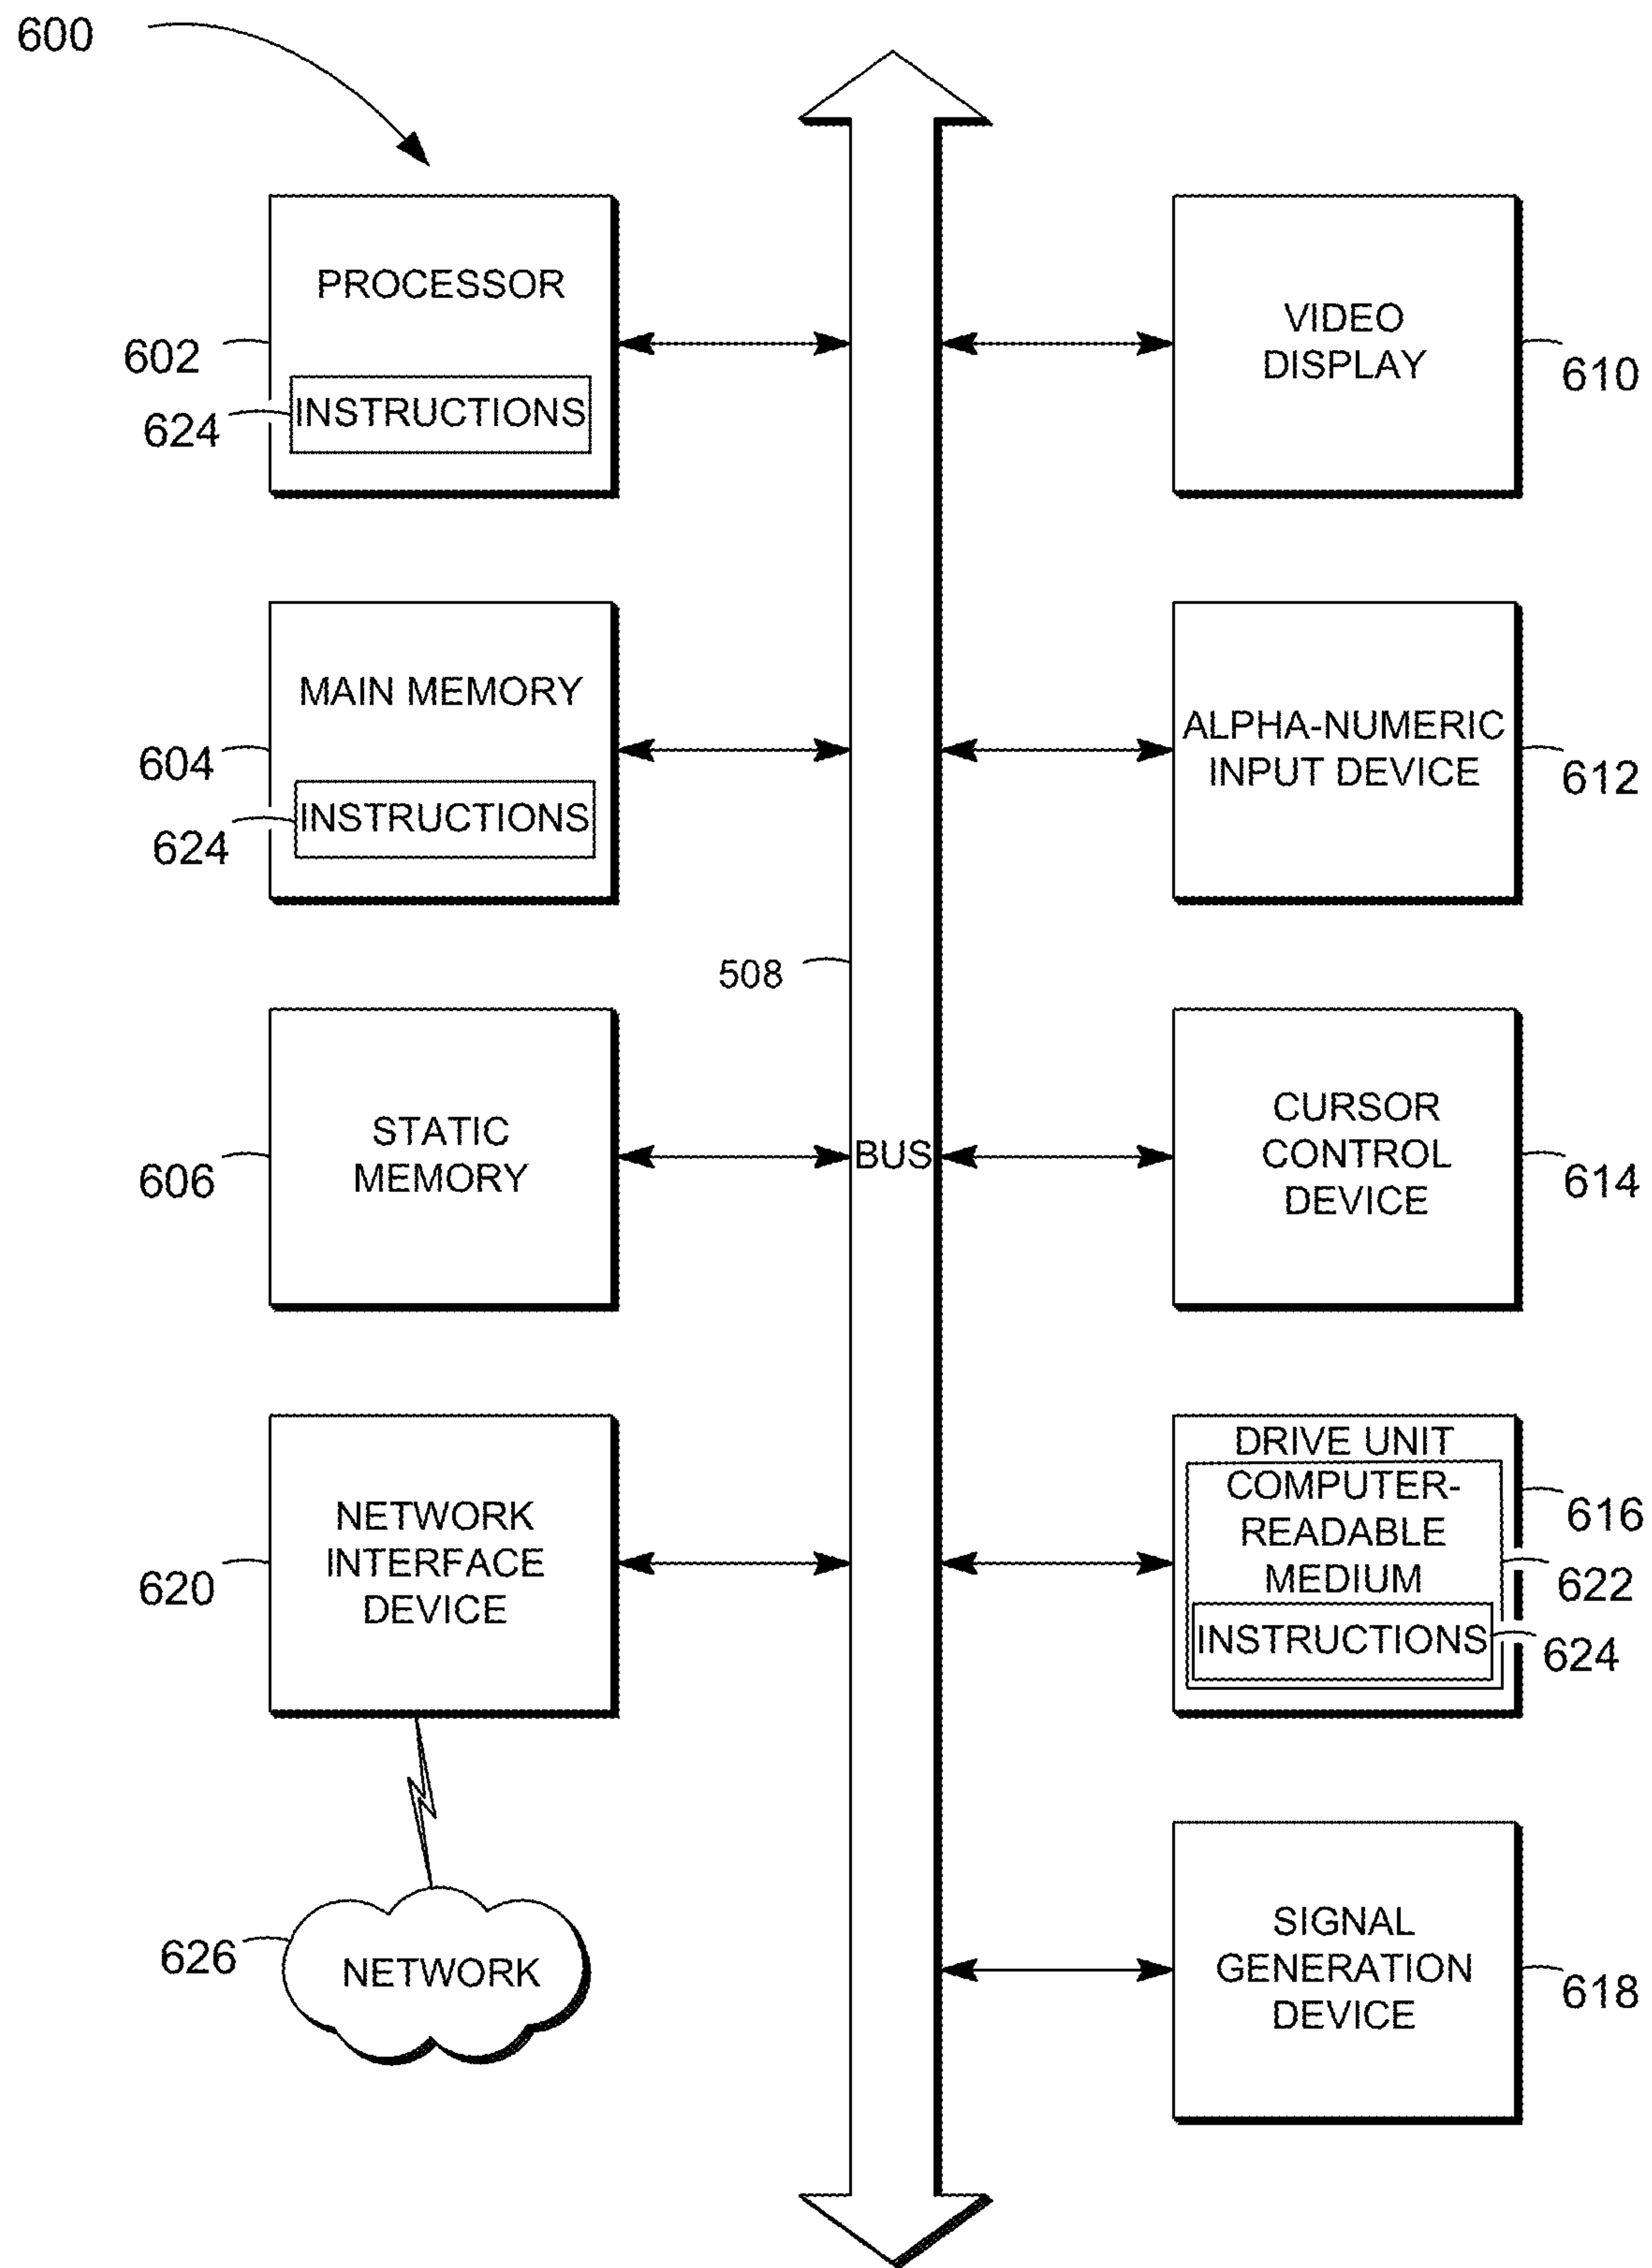 600
PROCESSOR
602
INSTRUCTIONS
624
VIDEO
DISPLAY
610
MAIN MEMORY
604
INSTRUCTIONS
624
ALPHA-NUMERIC
INPUT DEVICE
612
508
STATIC
MEMORY
606
BUS
CURSOR
CONTROL
DEVICE
614
NETWORK
INTERFACE
DEVICE
620
DRIVE UNIT
COMPUTER-
READABLE
MEDIUM
616
622
INSTRUCTIONS
624
626
NETWORK
SIGNAL
GENERATION
DEVICE
618